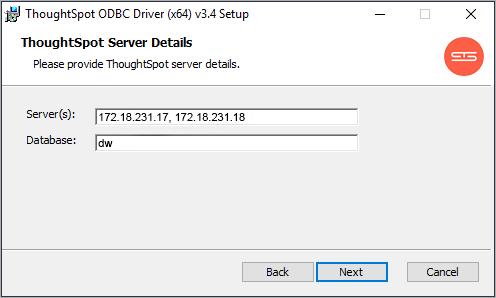 ThoughtSpot ODBC Driver (x64) v3.4 Setup
ThoughtSpot Server Details
Please provide ThoughtSpot server details.
Server(s): 172.18.231.17, 172.18.231.18
Database: dw
Back Next Cancel